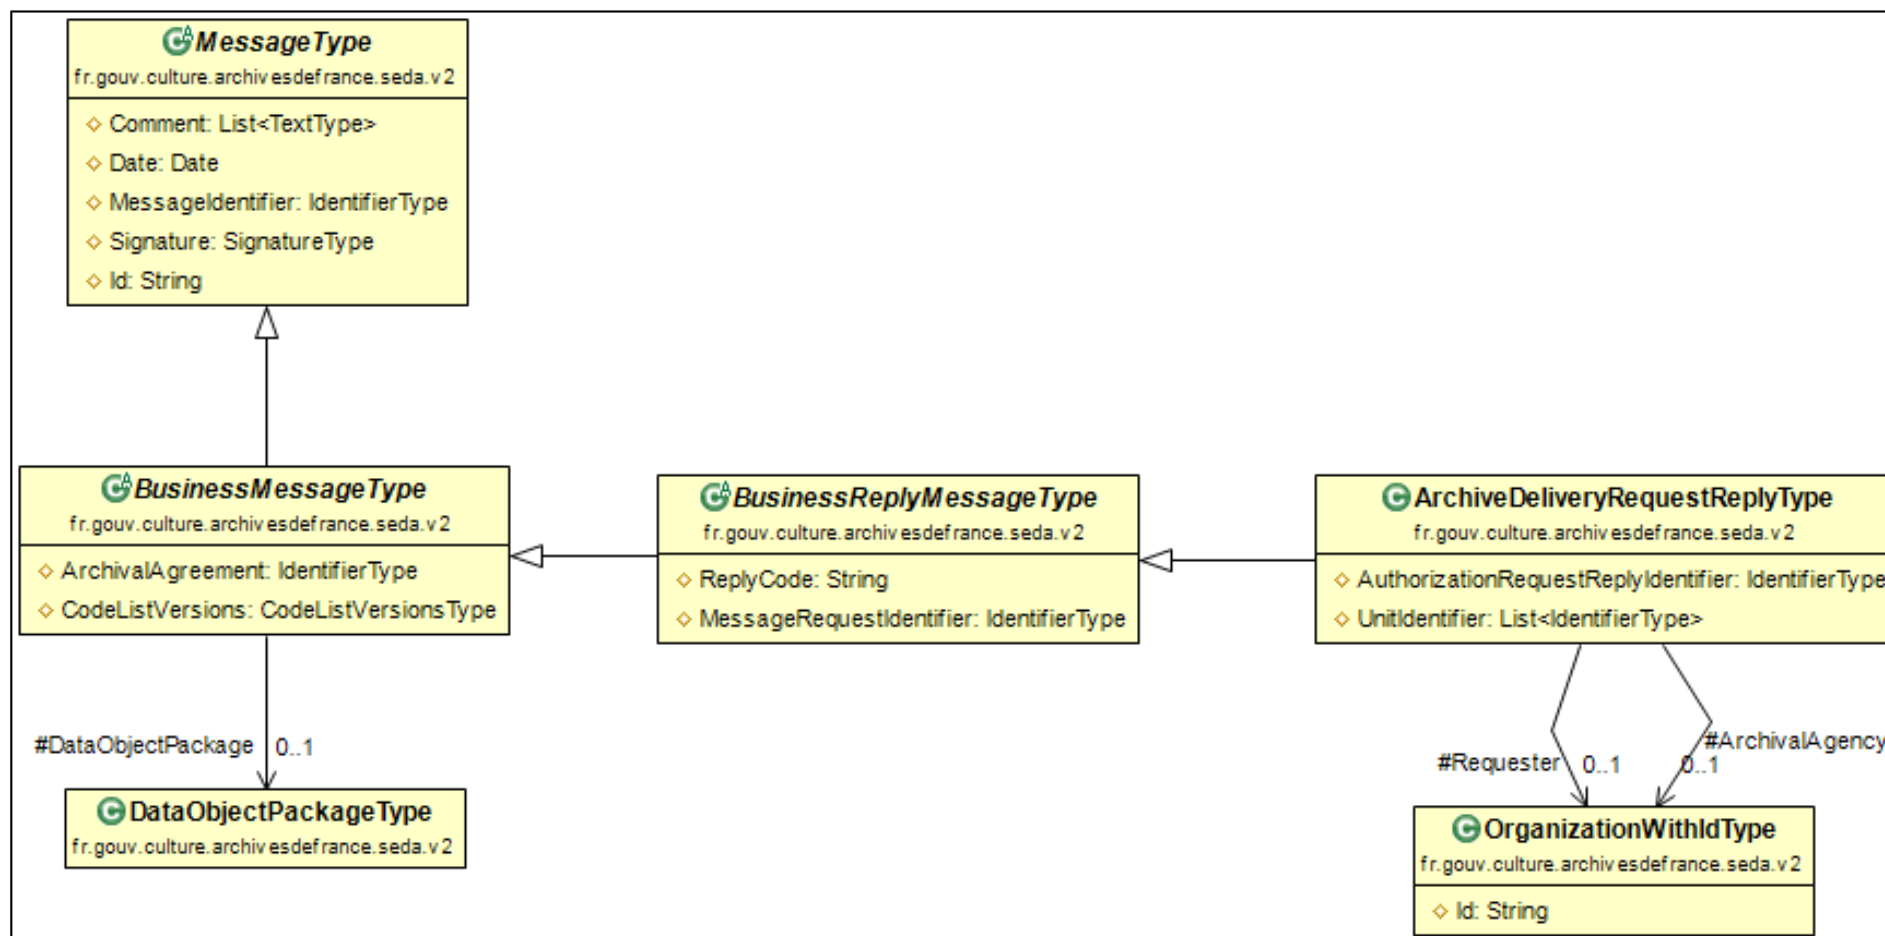 MessageType
fr.gouv.culture.archivesdefrance.seda.v2
Comment: List<TextType>
Date: Date
MessageIdentifier: IdentifierType
Signature: SignatureType
Id: String
BusinessMessageType
fr.gouv.culture.archivesdefrance.seda.v2
ArchivalAgreement: IdentifierType
CodeListVersions: CodeListVersionsType
BusinessReplyMessageType
fr.gouv.culture.archivesdefrance.seda.v2
ReplyCode: String
MessageRequestIdentifier: IdentifierType
ArchiveDeliveryRequestReplyType
fr.gouv.culture.archivesdefrance.seda.v2
AuthorizationRequestReplyIdentifier: IdentifierType
UnitIdentifier: List<IdentifierType>
#DataObjectPackage 0..1
#Requester 0..1
#ArchivalAgency
0..1
DataObjectPackageType
fr.gouv.culture.archivesdefrance.seda.v2
OrganizationWithIdType
fr.gouv.culture.archivesdefrance.seda.v2
Id: String